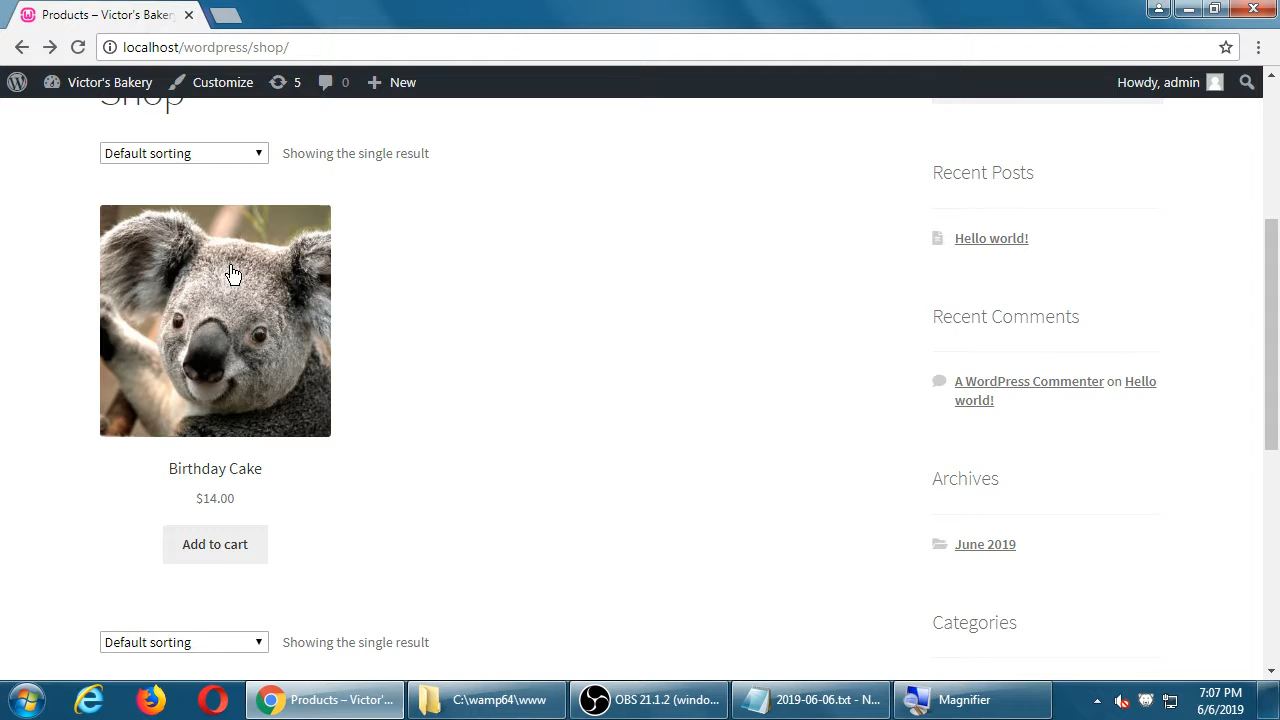 Products – Victor's Bakery
localhost/wordpress/shop/
Victor's Bakery
Customize
5
0
New
Howdy, admin
Shop
Default sorting
Showing the single result
Birthday Cake
$14.00
Add to cart
Default sorting
Showing the single result
Recent Posts
Hello world!
Recent Comments
A WordPress Commenter on Hello
world!
Archives
June 2019
Categories
Products – Victor'...
C:\wamp64\www
OBS 21.1.2 (windo...
2019-06-06.txt - N...
Magnifier
7:07 PM
6/6/2019